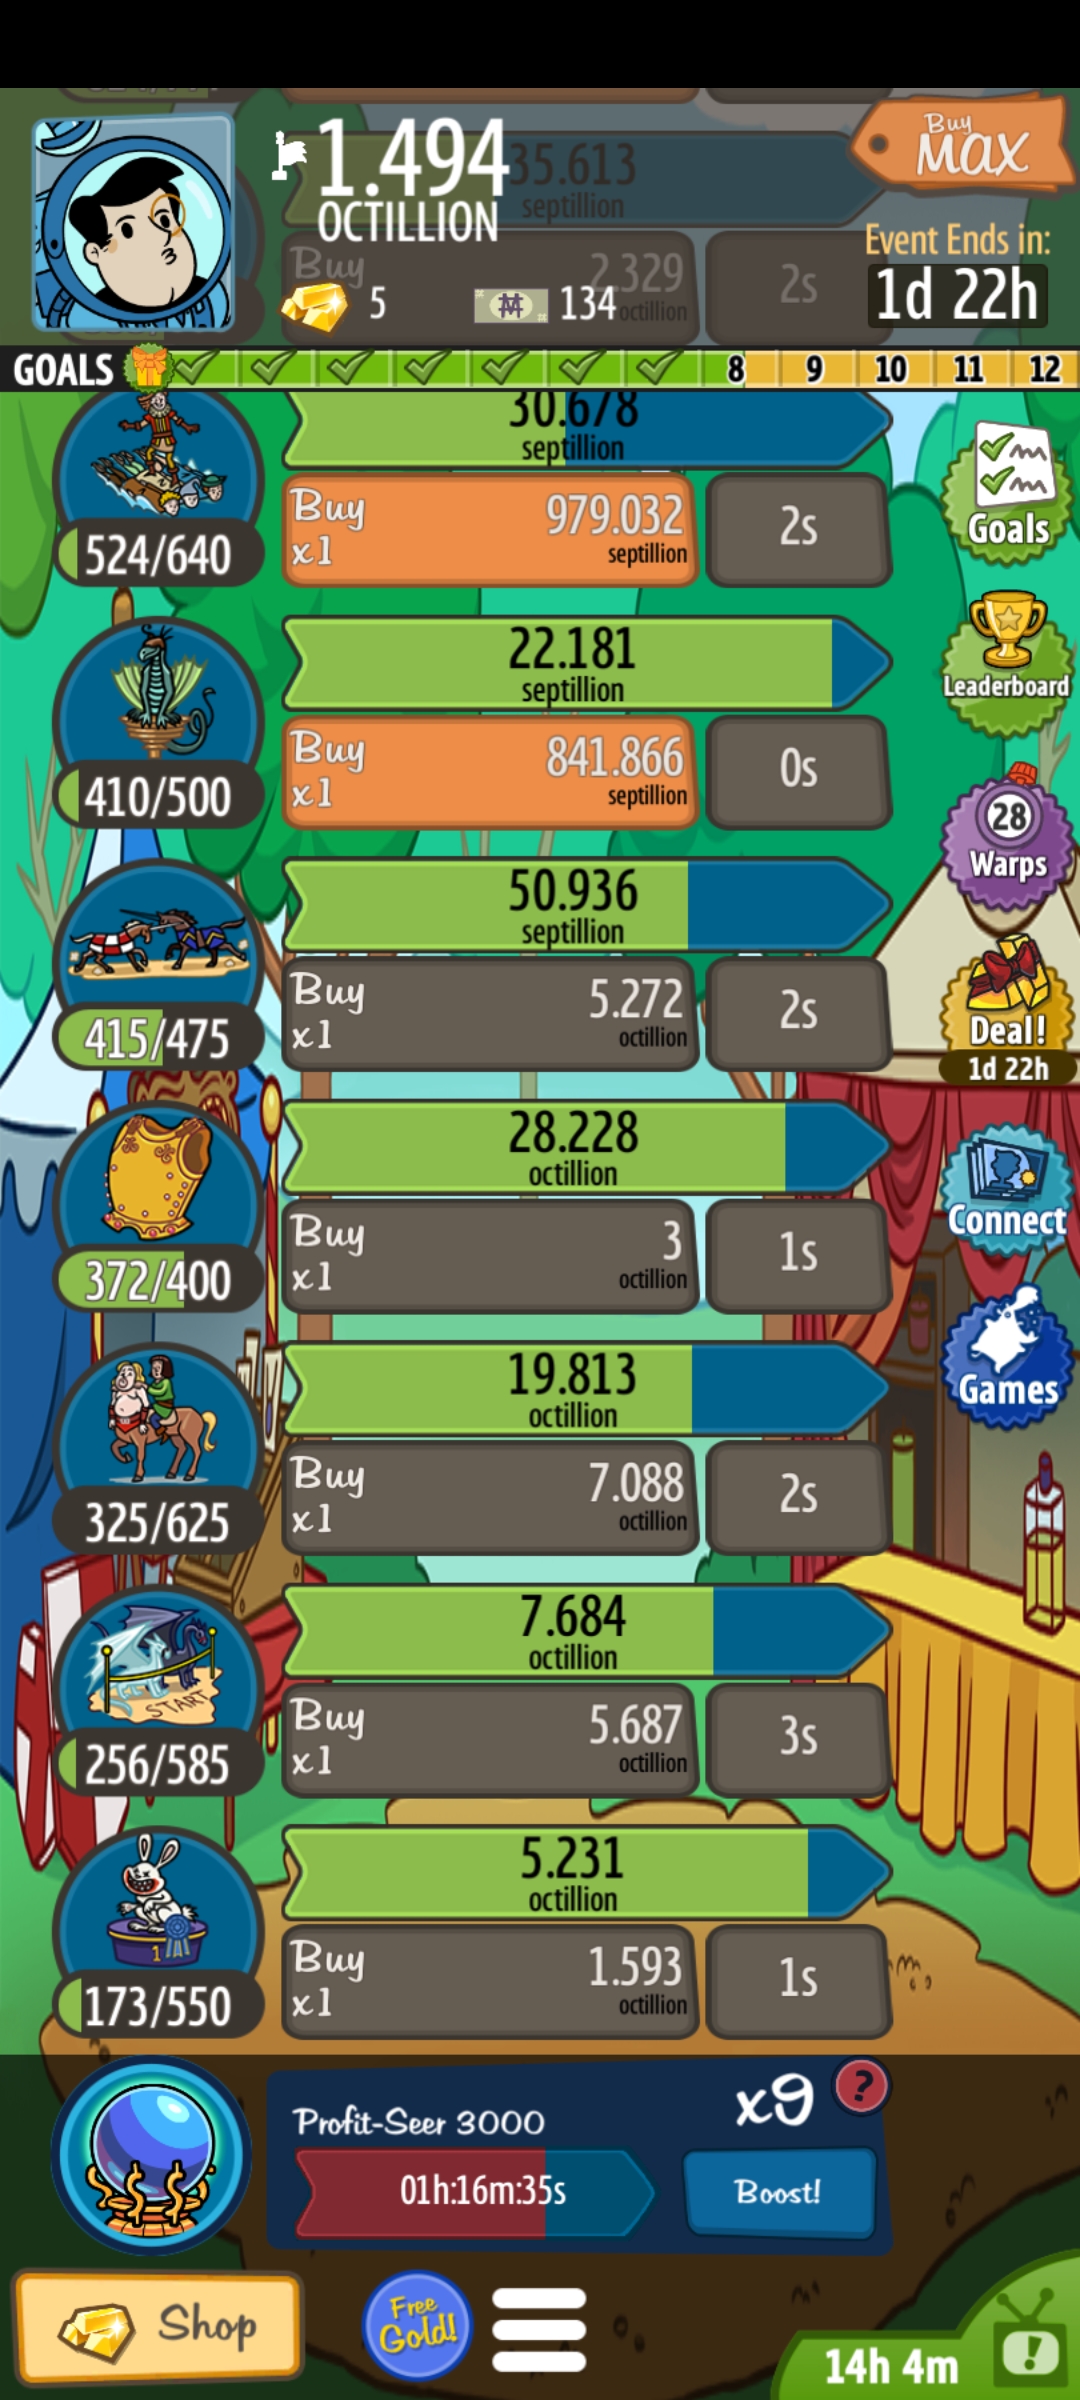 1.494
OCTILLION
35.613
septillion
Buy
MAX
Event Ends in:
1d 22h
Buy
2.329
octillion
2s
5
134
GOALS
8
9
10
11
12
30.678
septillion
524/640
Buy
x1
979.032
septillion
2s
Goals
22.181
septillion
410/500
Buy
x1
841.866
septillion
0s
Leaderboard
28
Warps
50.936
septillion
415/475
Buy
x1
5.272
octillion
2s
Deal!
1d 22h
28.228
octillion
372/400
Buy
x1
3
octillion
1s
Connect
19.813
octillion
325/625
Buy
x1
7.088
octillion
2s
Games
7.684
octillion
START
256/585
Buy
x1
5.687
octillion
3s
5.231
octillion
1
173/550
Buy
x1
1.593
octillion
1s
Profit-Seer 3000
x9
?
01h:16m:35s
Boost!
Shop
Free
Gold!
14h 4m
!